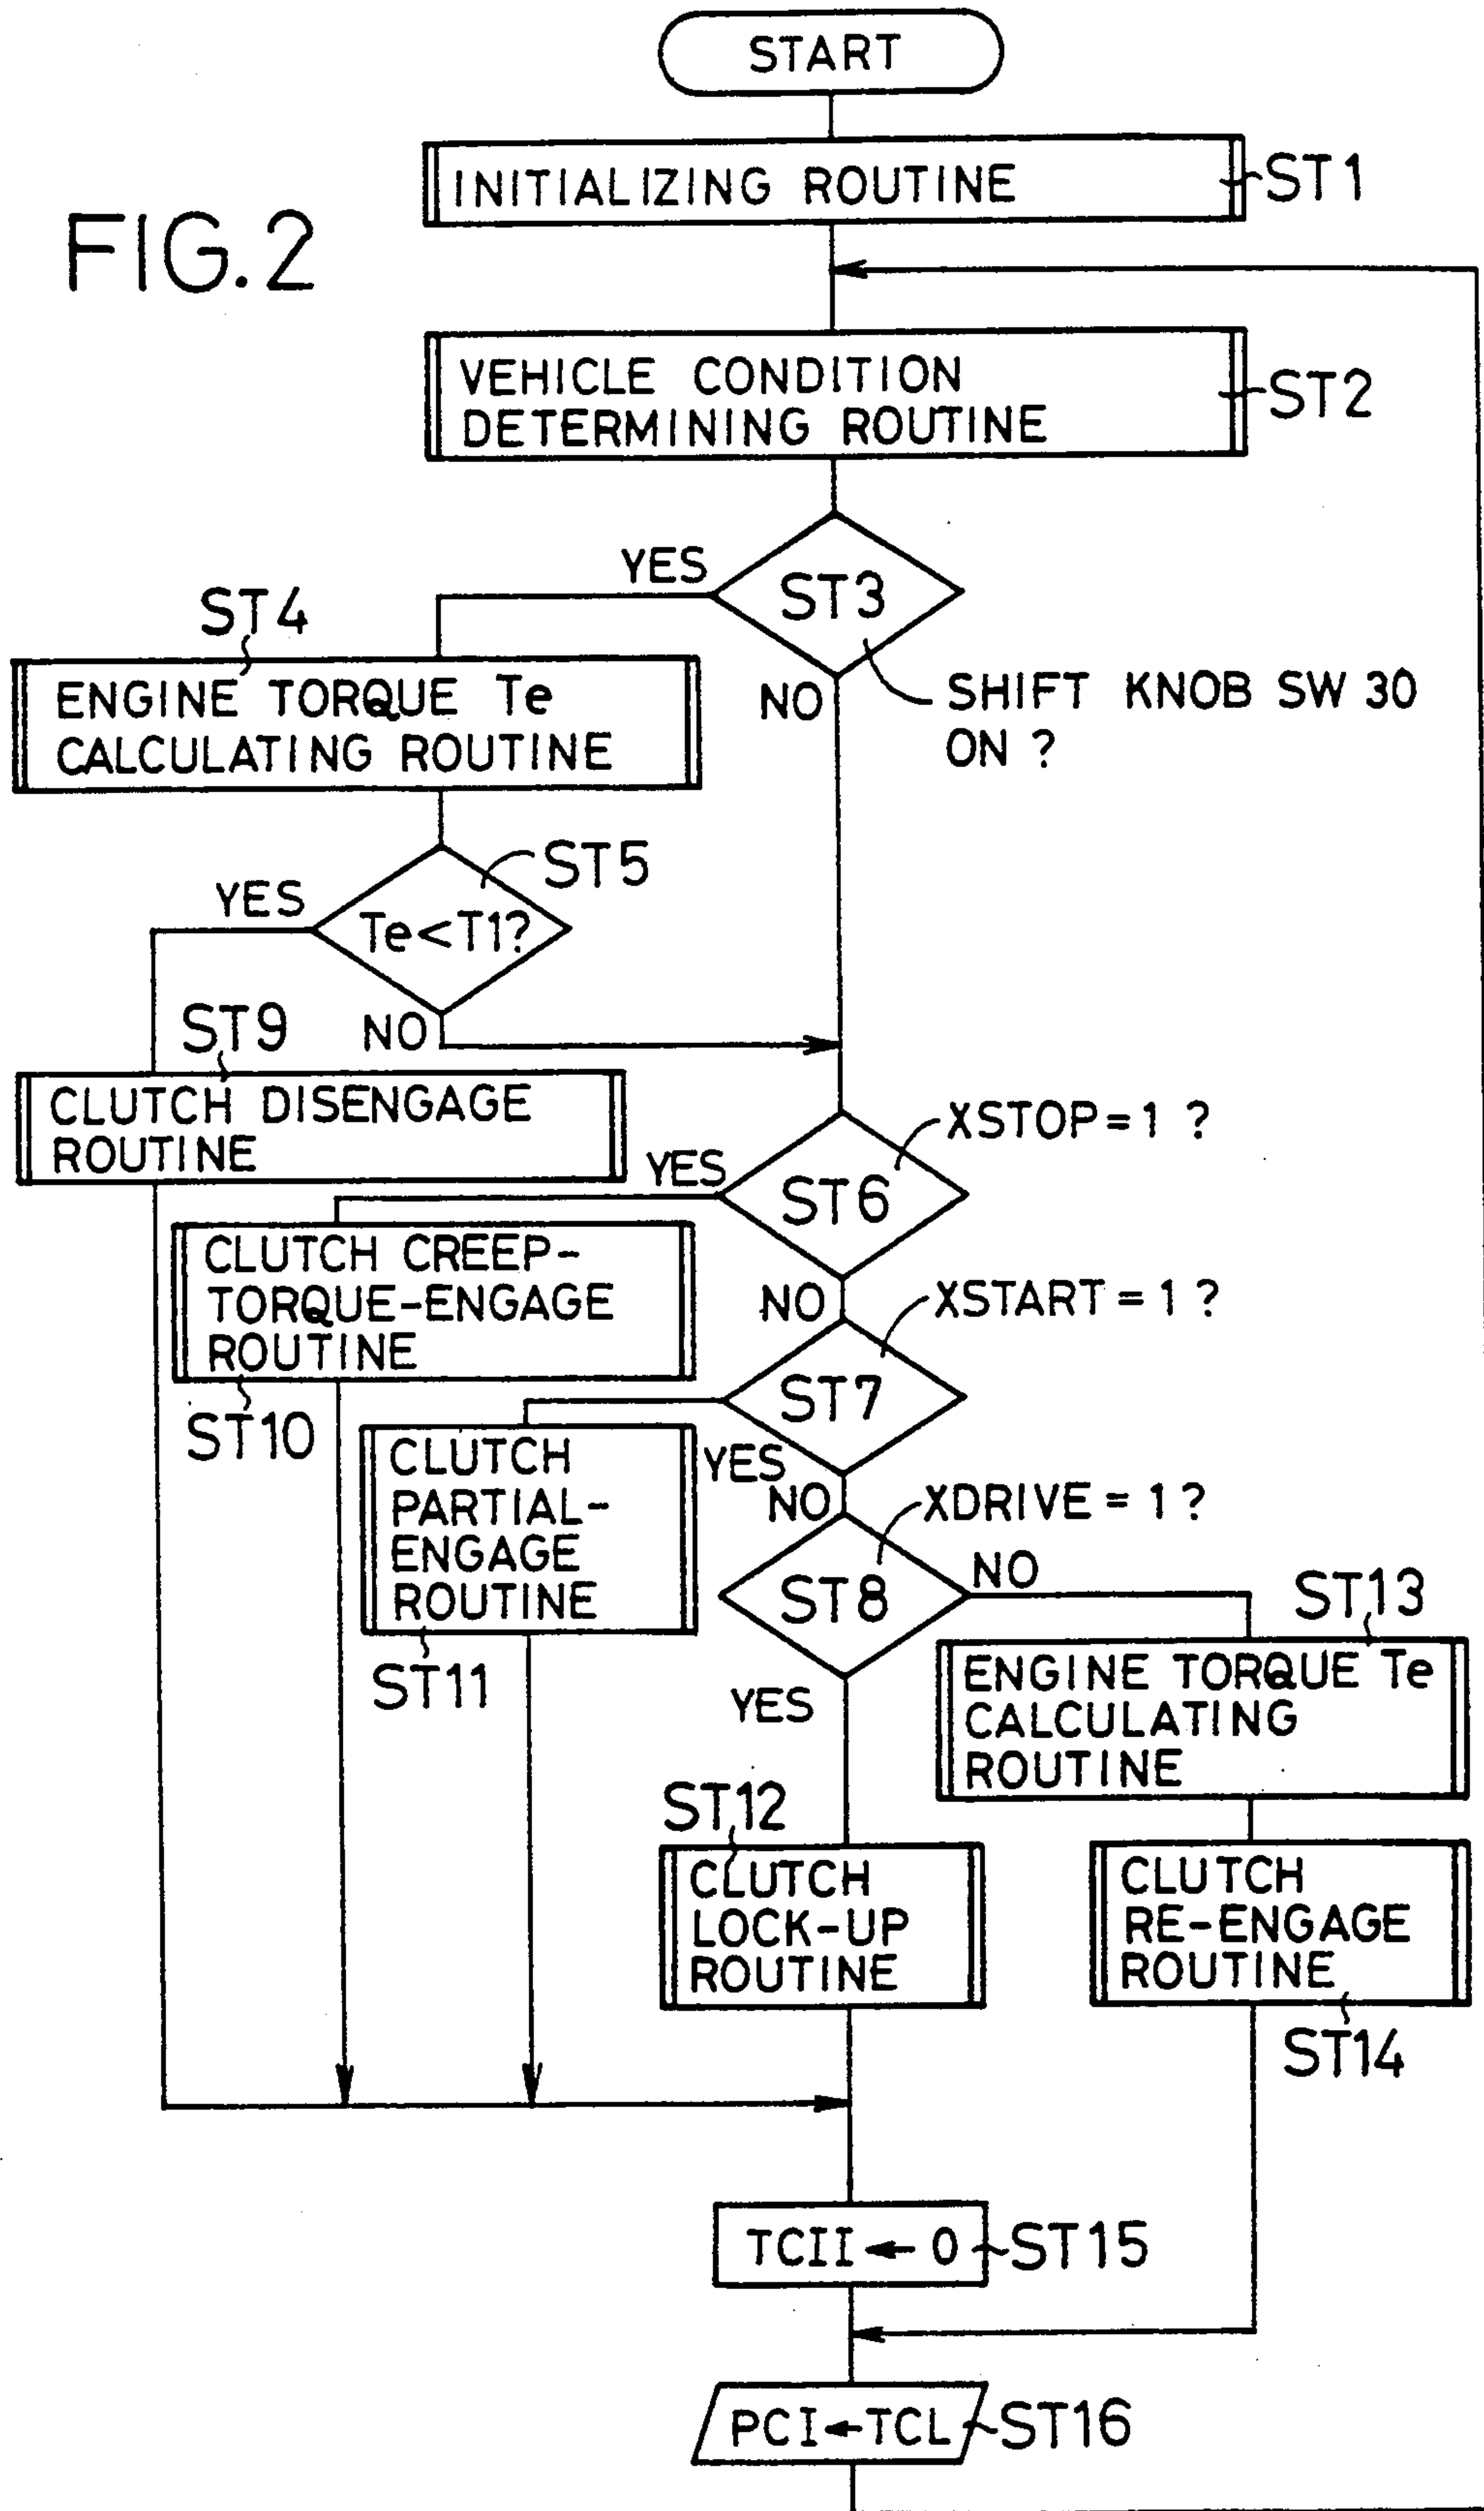 START
INITIALIZING ROUTINE
ST1
FIG.2
VEHICLE CONDITION
DETERMINING ROUTINE
ST2
YES
ST3
NO
SHIFT KNOB SW 30
ON ?
ST4
ENGINE TORQUE Te
CALCULATING ROUTINE
ST5
YES
Te<T1?
NO
ST9
CLUTCH DISENGAGE
ROUTINE
XSTOP=1 ?
YES
ST6
NO
CLUTCH CREEP-
TORQUE-ENGAGE
ROUTINE
ST10
XSTART=1 ?
ST7
YES
NO
CLUTCH
PARTIAL-
ENGAGE
ROUTINE
ST11
XDRIVE=1?
ST8
NO
YES
ST13
ENGINE TORQUE Te
CALCULATING
ROUTINE
ST12
CLUTCH
LOCK-UP
ROUTINE
CLUTCH
RE-ENGAGE
ROUTINE
ST14
TCII←0
ST15
PCI←TCL
ST16